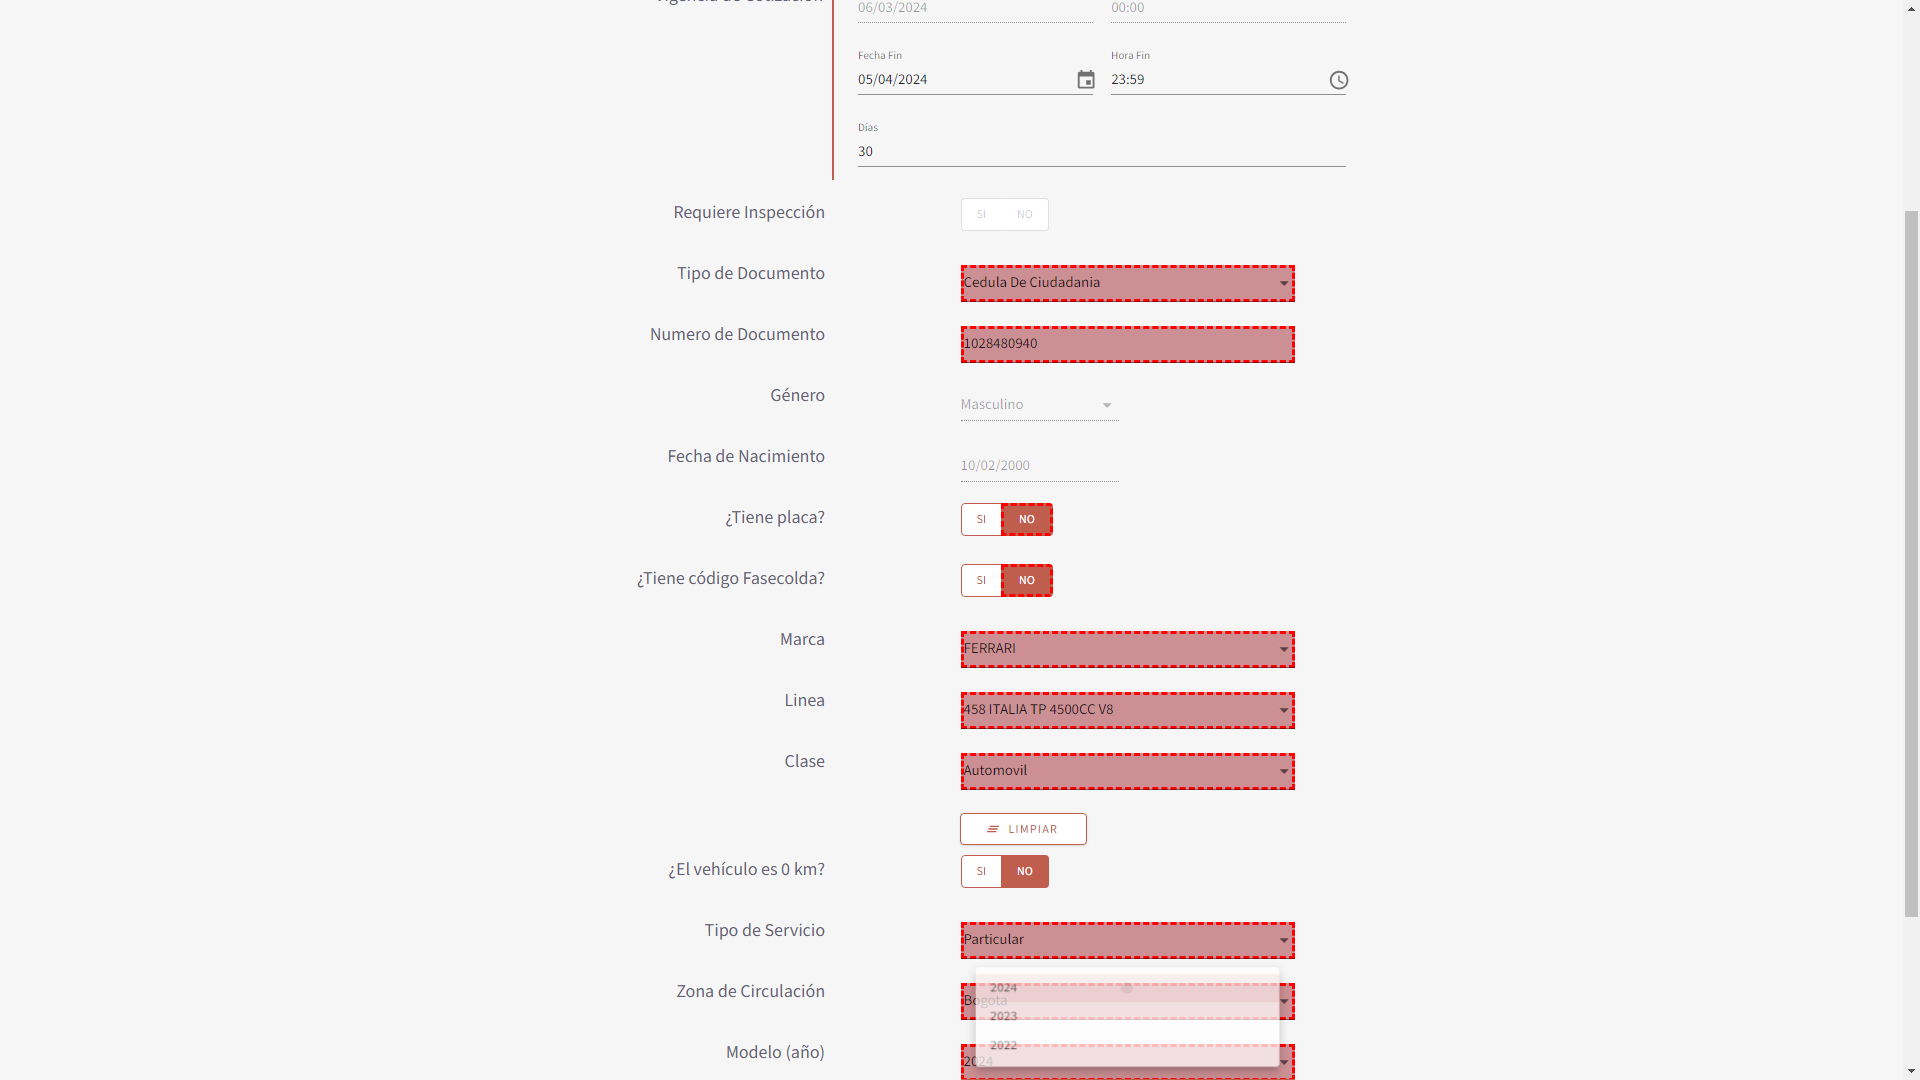 Vigencia de Cotización
06/03/2024 00:00
Fecha Fin Hora Fin
05/04/2024 23:59
Días
30
Requiere Inspección SI NO
Tipo de Documento Cedula De Ciudadania
Numero de Documento 1028480940
Género Masculino
Fecha de Nacimiento 10/02/2000
¿Tiene placa? SI NO
¿Tiene código Fasecolda? SI NO
Marca FERRARI
Linea 458 ITALIA TP 4500CC V8
Clase Automovil
LIMPIAR
¿El vehículo es 0 km? SI NO
Tipo de Servicio Particular
2024
Zona de Circulación Bogota
2023
2022
Modelo (año) 2024